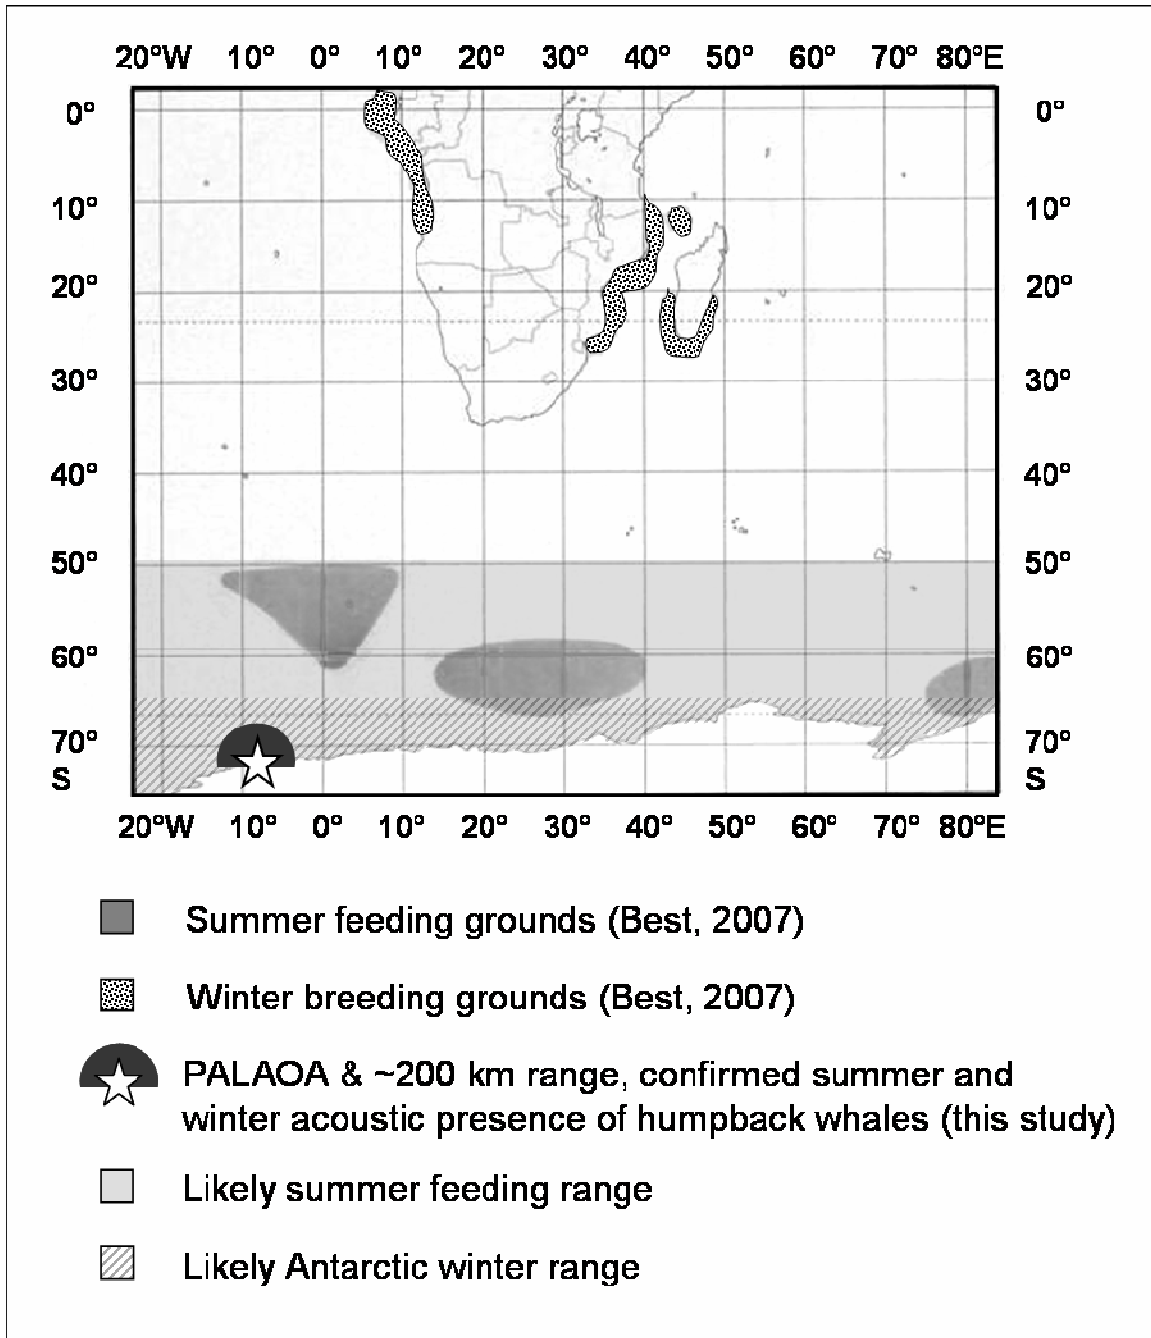 20°W 10° 0° 10° 20° 30° 40° 50° 60° 70° 80°E
0° 0°
10° 10°
20° 20°
30° 30°
40° 40°
50° 50°
60° 60°
70° 70°
S S
20°W 10° 0° 10° 20° 30° 40° 50° 60° 70° 80°E
Summer feeding grounds (Best, 2007)
Winter breeding grounds (Best, 2007)
PALAOA & ~200 km range, confirmed summer and
winter acoustic presence of humpback whales (this study)
Likely summer feeding range
Likely Antarctic winter range